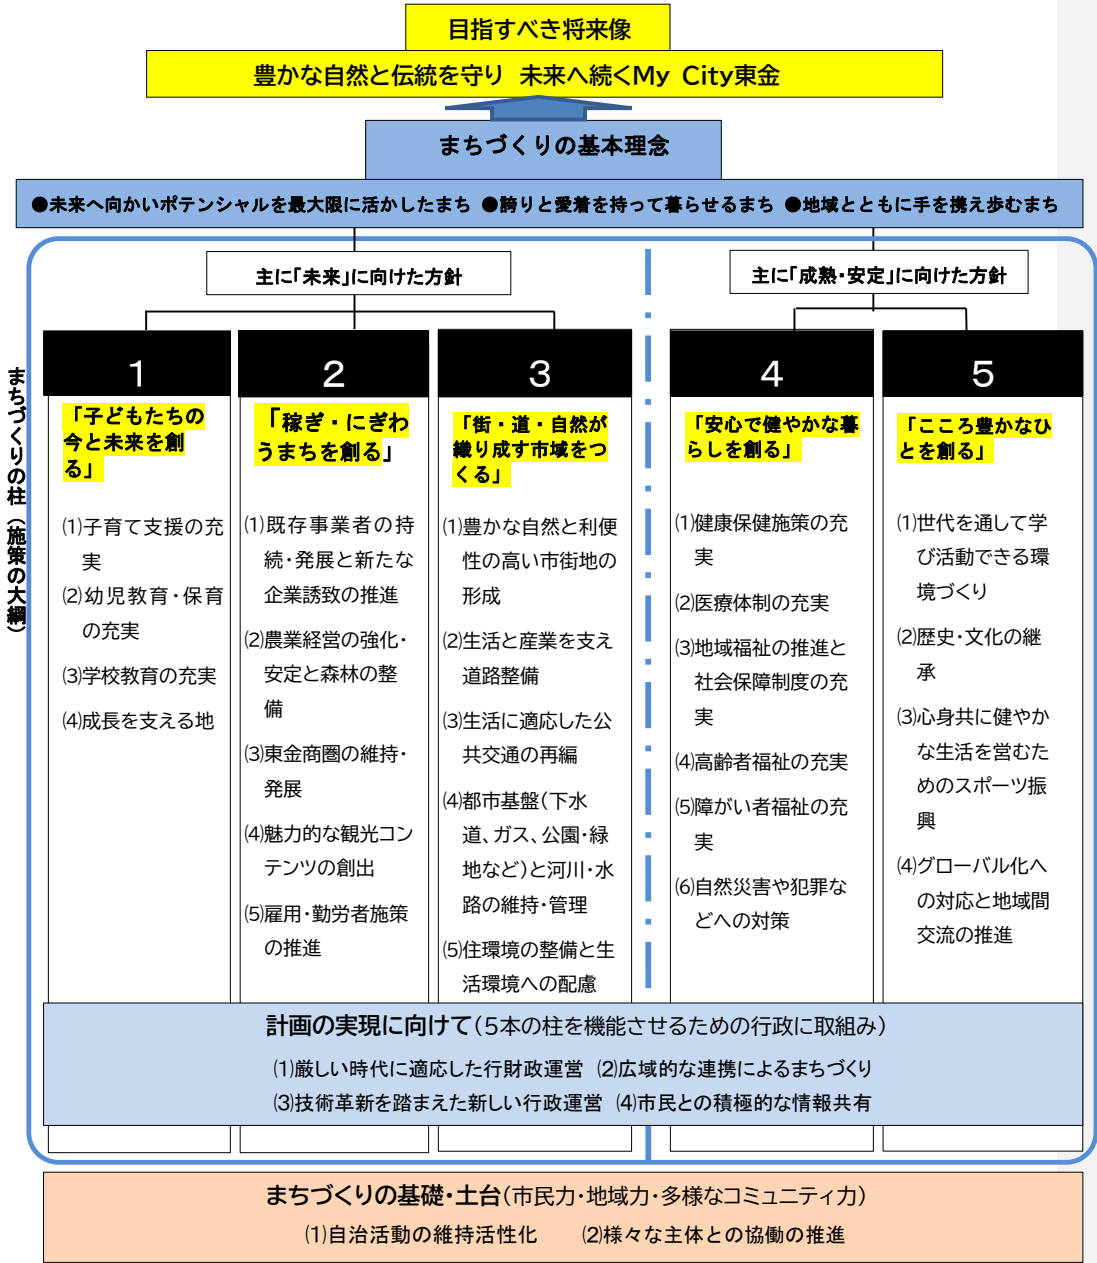 目指すべき将来像
豊かな自然と伝統を守り 未来へ続くMy City東金
まちづくりの基本理念
●未来へ向かいポテンシャルを最大限に活かしたまち ●誇りと愛着を持って暮らせるまち ●地域とともに手を携え歩むまち
まちづくりの柱（施策の大綱）
主に「未来」に向けた方針
1
「子どもたちの
今と未来を創
る」
⑴子育て支援の充
実
⑵幼児教育・保育
の充実
⑶学校教育の充実
⑷成長を支える地
2
「稼ぎ・にぎわ
うまちを創る」
⑴既存事業者の持
続・発展と新たな
企業誘致の推進
⑵農業経営の強化・
安定と森林の整
備
⑶東金商圏の維持・
発展
⑷魅力的な観光コン
テンツの創出
⑸雇用・勤労者施策
の推進
3
「街・道・自然が
織り成す市域をつ
くる」
⑴豊かな自然と利便
性の高い市街地の
形成
⑵生活と産業を支え
道路整備
⑶生活に適応した公
共交通の再編
⑷都市基盤（下水
道、ガス、公園・緑
地など）と河川・水
路の維持・管理
⑸住環境の整備と生
活環境への配慮
主に「成熟・安定」に向けた方針
4
「安心で健やかな暮
らしを創る」
⑴健康保健施策の充
実
⑵医療体制の充実
⑶地域福祉の推進と
社会保障制度の充
実
⑷高齢者福祉の充実
⑸障がい者福祉の充
実
⑹自然災害や犯罪な
どへの対策
5
「こころ豊かなひ
とを創る」
⑴世代を通して学
び活動できる環
境づくり
⑵歴史・文化の継
承
⑶心身共に健やか
な生活を営むた
めのスポーツ振
興
⑷グローバル化へ
の対応と地域間
交流の推進
計画の実現に向けて（5本の柱を機能させるための行政に取組み）
⑴厳しい時代に適応した行財政運営 ⑵広域的な連携によるまちづくり
⑶技術革新を踏まえた新しい行政運営 ⑷市民との積極的な情報共有
まちづくりの基礎・土台（市民力・地域力・多様なコミュニティ力）
⑴自治活動の維持活性化 ⑵様々な主体との協働の推進